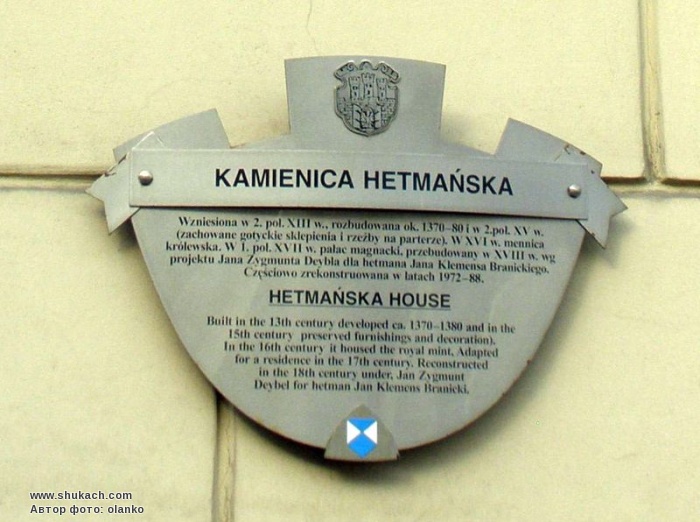 KAMIENICA HETMAŃSKA
Wzniesiona w 2. pol. XIII w., rozbudowana ok. 1370–80 i w 2.pol. XV w.
(zachowane gotyckie sklepienia i rzeźby na parterze). W XVI w. mennica
królewska. W 1. pol. XVII w. pałac magnacki, przebudowany w XVIII w. wg
projektu Jana Zygmunta Deybla dla hetmana Jana Klemensa Branickiego.
Częściowo zrekonstruowana w latach 1972–88.
HETMAŃSKA HOUSE
Built in the 13th century developed ca. 1370–1380 and in the
15th century preserved furnishings and decoration).
In the 16th century it housed the royal mint. Adapted
for a residence in the 17th century. Reconstructed
in the 18th century under, Jan Zygmunt
Deybel for hetman Jan Klemens Branicki.
www.shukach.com
Автор фото: olanko